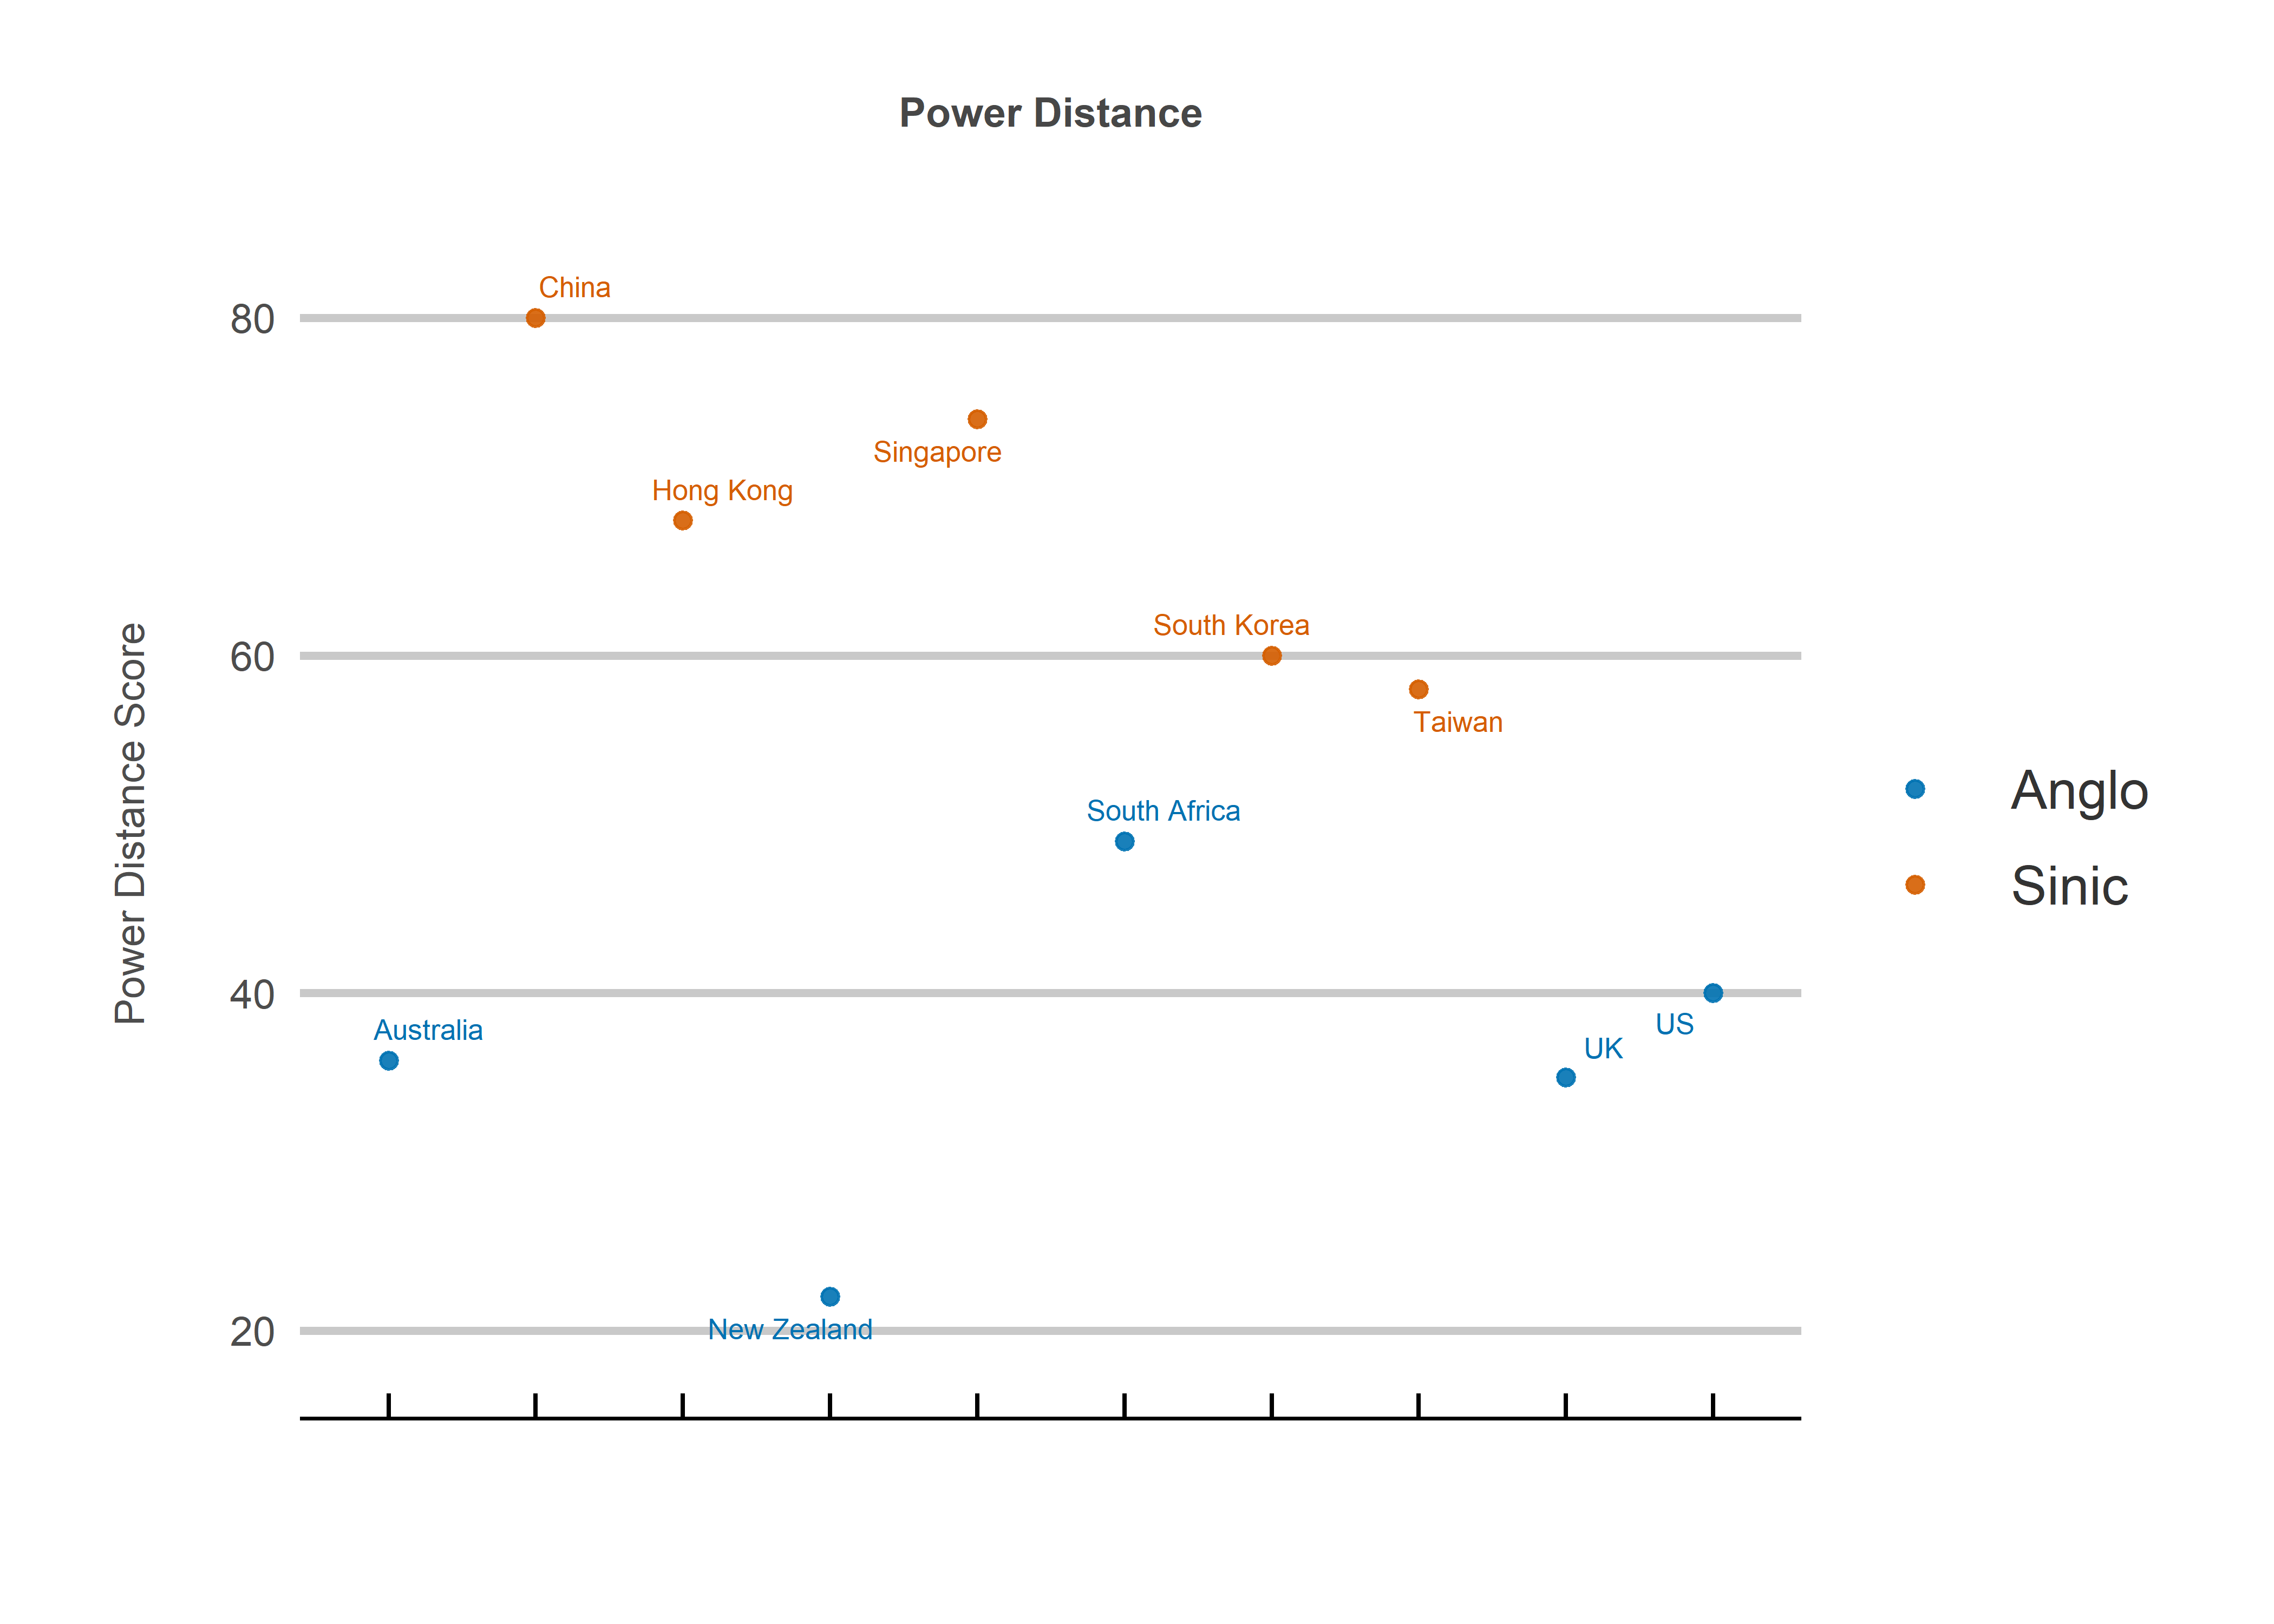 Power Distance
Power Distance Score
80
60
40
20
China
Singapore
Hong Kong
South Korea
Taiwan
South Africa
Australia
US
UK
New Zealand
Anglo
Sinic